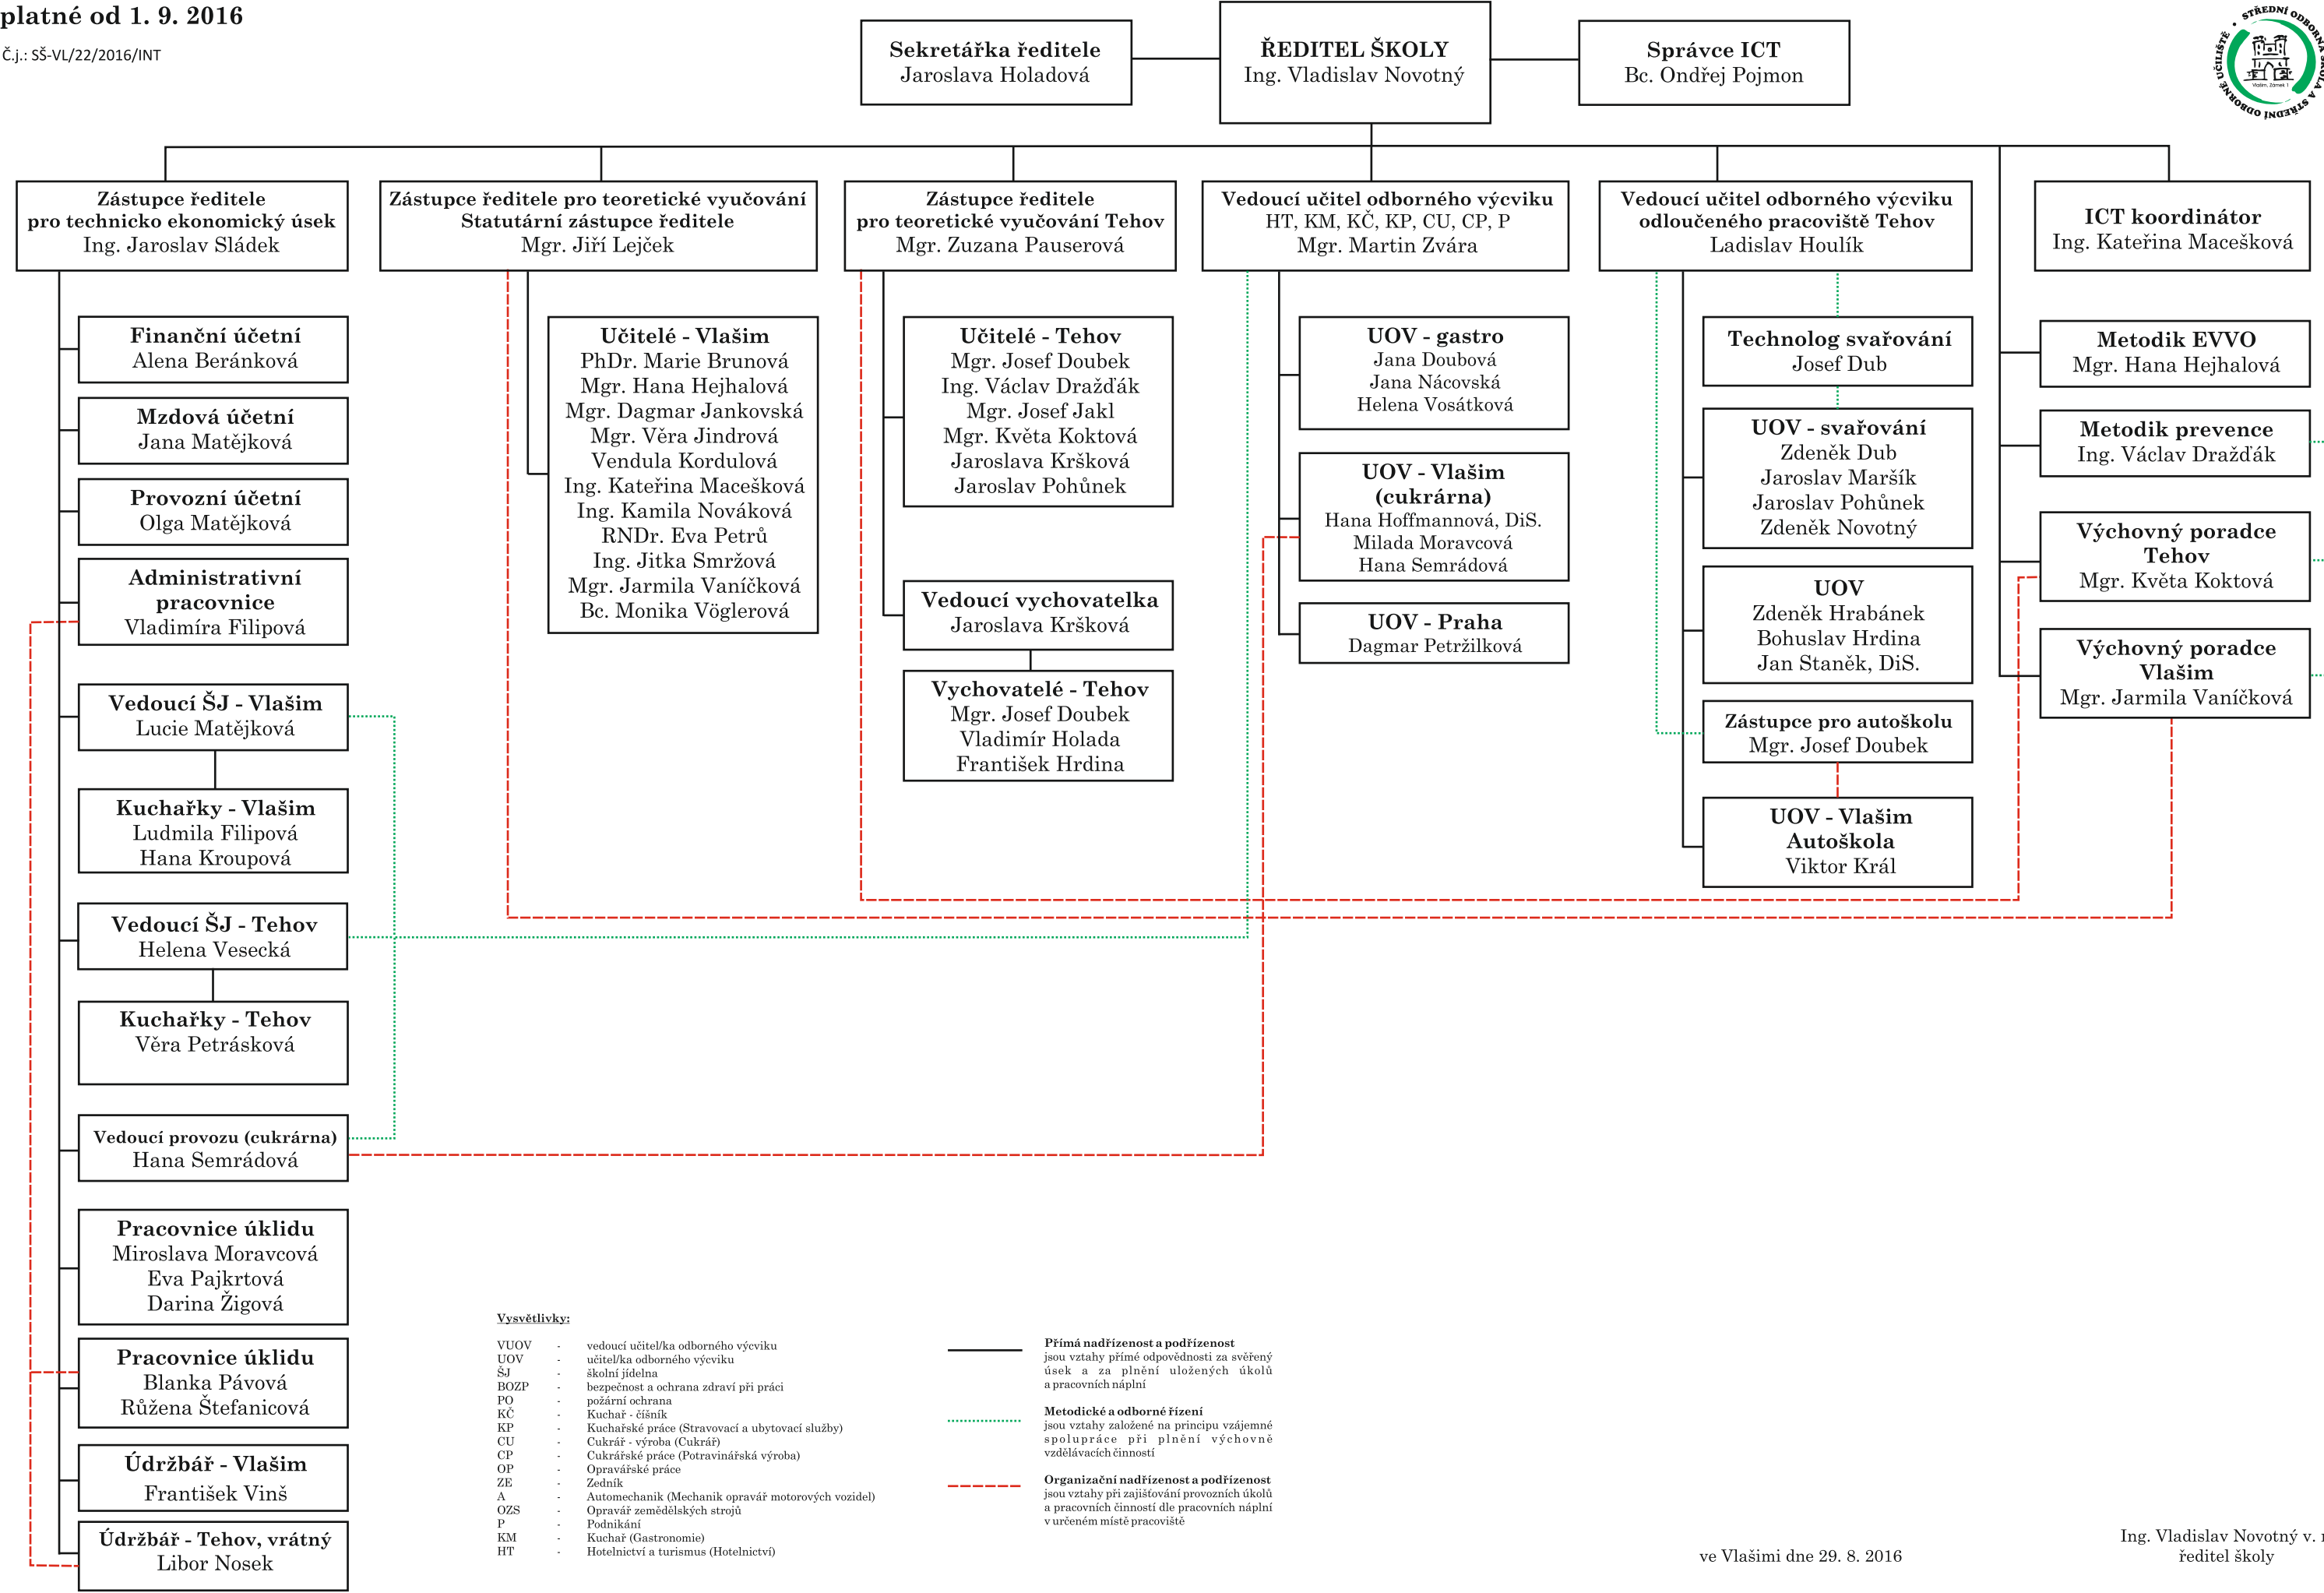 platné od 1. 9. 2016
Č.j.: SŠ-VL/22/2016/INT
Sekretářka ředitele
Jaroslava Holadová
ŘEDITEL ŠKOLY
Ing. Vladislav Novotný
Správce ICT
Bc. Ondřej Pojmon
STŘEDNÍ ODBORNÁ ŠKOLA A STŘEDNÍ ODBORNÉ UČILIŠTĚ
Vlašim, Zámek 1
Zástupce ředitele
pro technicko ekonomický úsek
Ing. Jaroslav Sládek
Zástupce ředitele pro teoretické vyučování
Statutární zástupce ředitele
Mgr. Jiří Lejček
Zástupce ředitele
pro teoretické vyučování Tehov
Mgr. Zuzana Pauserová
Vedoucí učitel odborného výcviku
HT, KM, KČ, KP, CU, CP, P
Mgr. Martin Zvára
Vedoucí učitel odborného výcviku
odloučeného pracoviště Tehov
Ladislav Houlík
ICT koordinátor
Ing. Kateřina Macešková
Finanční účetní
Alena Beránková
Mzdová účetní
Jana Matějková
Provozní účetní
Olga Matějková
Administrativní
pracovnice
Vladimíra Filipová
Vedoucí ŠJ - Vlašim
Lucie Matějková
Kuchařky - Vlašim
Ludmila Filipová
Hana Kroupová
Vedoucí ŠJ - Tehov
Helena Vesecká
Kuchařky - Tehov
Věra Petrásková
Vedoucí provozu (cukrárna)
Hana Semrádová
Pracovnice úklidu
Miroslava Moravcová
Eva Pajkrtová
Darina Žigová
Pracovnice úklidu
Blanka Pávová
Růžena Štefanicová
Údržbář - Vlašim
František Vinš
Údržbář - Tehov, vrátný
Libor Nosek
Učitelé - Vlašim
PhDr. Marie Brunová
Mgr. Hana Hejhalová
Mgr. Dagmar Jankovská
Mgr. Věra Jindrová
Vendula Kordulová
Ing. Kateřina Macešková
Ing. Kamila Nováková
RNDr. Eva Petrů
Ing. Jitka Smržová
Mgr. Jarmila Vaníčková
Bc. Monika Vöglerová
Učitelé - Tehov
Mgr. Josef Doubek
Ing. Václav Dražďák
Mgr. Josef Jakl
Mgr. Květa Koktová
Jaroslava Kršková
Jaroslav Pohůnek
Vedoucí vychovatelka
Jaroslava Kršková
Vychovatelé - Tehov
Mgr. Josef Doubek
Vladimír Holada
František Hrdina
UOV - gastro
Jana Doubová
Jana Nácovská
Helena Vosátková
UOV - Vlašim
(cukrárna)
Hana Hoffmannová, DiS.
Milada Moravcová
Hana Semrádová
UOV - Praha
Dagmar Petržilková
Technolog svařování
Josef Dub
UOV - svařování
Zdeněk Dub
Jaroslav Maršík
Jaroslav Pohůnek
Zdeněk Novotný
UOV
Zdeněk Hrabánek
Bohuslav Hrdina
Jan Staněk, DiS.
Zástupce pro autoškolu
Mgr. Josef Doubek
UOV - Vlašim
Autoškola
Viktor Král
Metodik EVVO
Mgr. Hana Hejhalová
Metodik prevence
Ing. Václav Dražďák
Výchovný poradce
Tehov
Mgr. Květa Koktová
Výchovný poradce
Vlašim
Mgr. Jarmila Vaníčková
Vysvětlivky:
VUOV - vedoucí učitel/ka odborného výcviku
UOV - učitel/ka odborného výcviku
ŠJ - školní jídelna
BOZP - bezpečnost a ochrana zdraví při práci
PO - požární ochrana
KČ - Kuchař - číšník
KP - Kuchařské práce (Stravovací a ubytovací služby)
CU - Cukrář - výroba (Cukrář)
CP - Cukrářské práce (Potravinářská výroba)
OP - Opravářské práce
ZE - Zedník
A - Automechanik (Mechanik opravář motorových vozidel)
OZS - Opravář zemědělských strojů
P - Podnikání
KM - Kuchař (Gastronomie)
HT - Hotelnictví a turismus (Hotelnictví)
Přímá nadřízenost a podřízenost
jsou vztahy přímé odpovědnosti za svěřený
úsek a za plnění uložených úkolů
a pracovních náplní
Metodické a odborné řízení
jsou vztahy založené na principu vzájemné
spolupráce při plnění výchovně
vzdělávacích činností
Organizační nadřízenost a podřízenost
jsou vztahy při zajišťování provozních úkolů
a pracovních činností dle pracovních náplní
v určeném místě pracoviště
ve Vlašimi dne 29. 8. 2016
Ing. Vladislav Novotný v.
ředitel školy